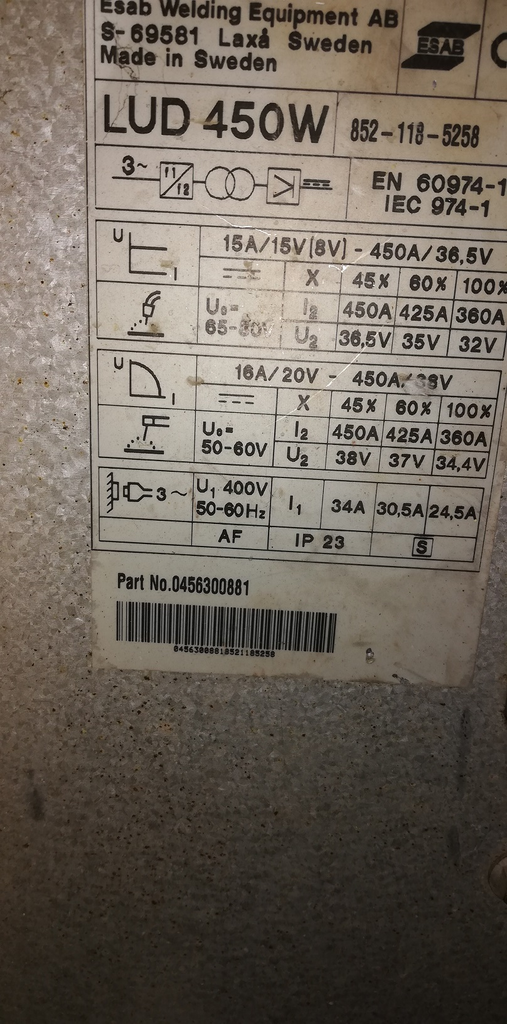 Esab Welding Equipment AB
S-69581 Laxå Sweden
Made in Sweden
ESAB
LUD 450W
852-118-5258
3~
f1
f2
EN 60974-1
IEC 974-1
U
I
15A/15V(8V) - 450A/36,5V
X 45% 60% 100%
U₀=
I₂ 450A 425A 360A
U₂ 36,5V 35V 32V
U
I
16A/20V - 450A/38V
X 45% 60% 100%
U₀=
50-60V
I₂ 450A 425A 360A
U₂ 38V 37V 34,4V
3~
U₁ 400V
50-60Hz
I₁ 34A 30,5A 24,5A
AF IP 23 S
Part No.0456300881